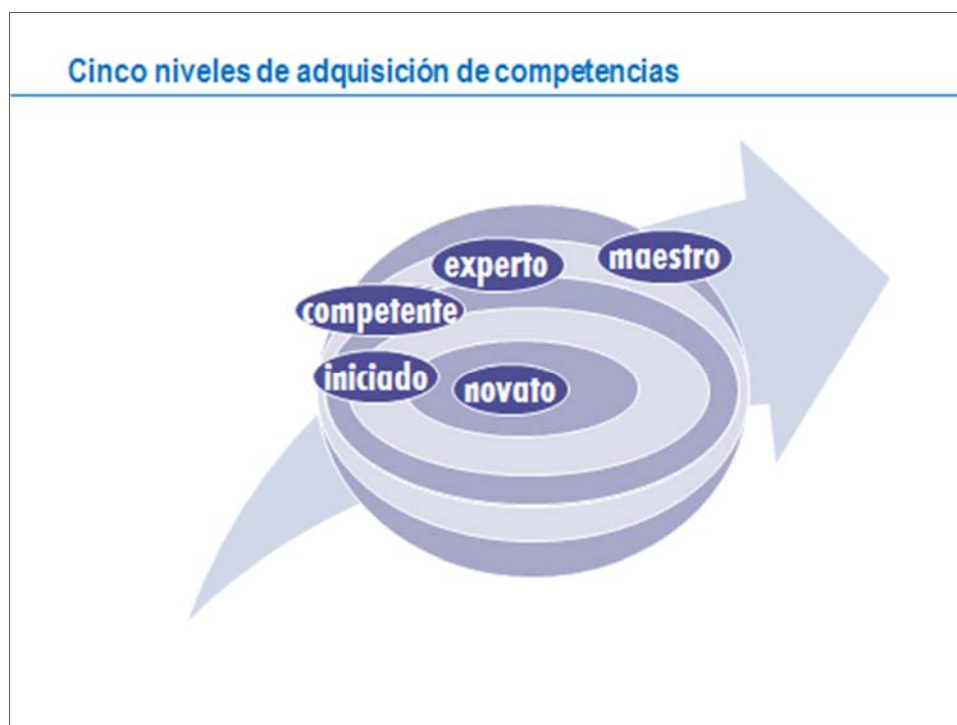 Cinco niveles de adquisición de competencias
experto
maestro
competente
iniciado
novato